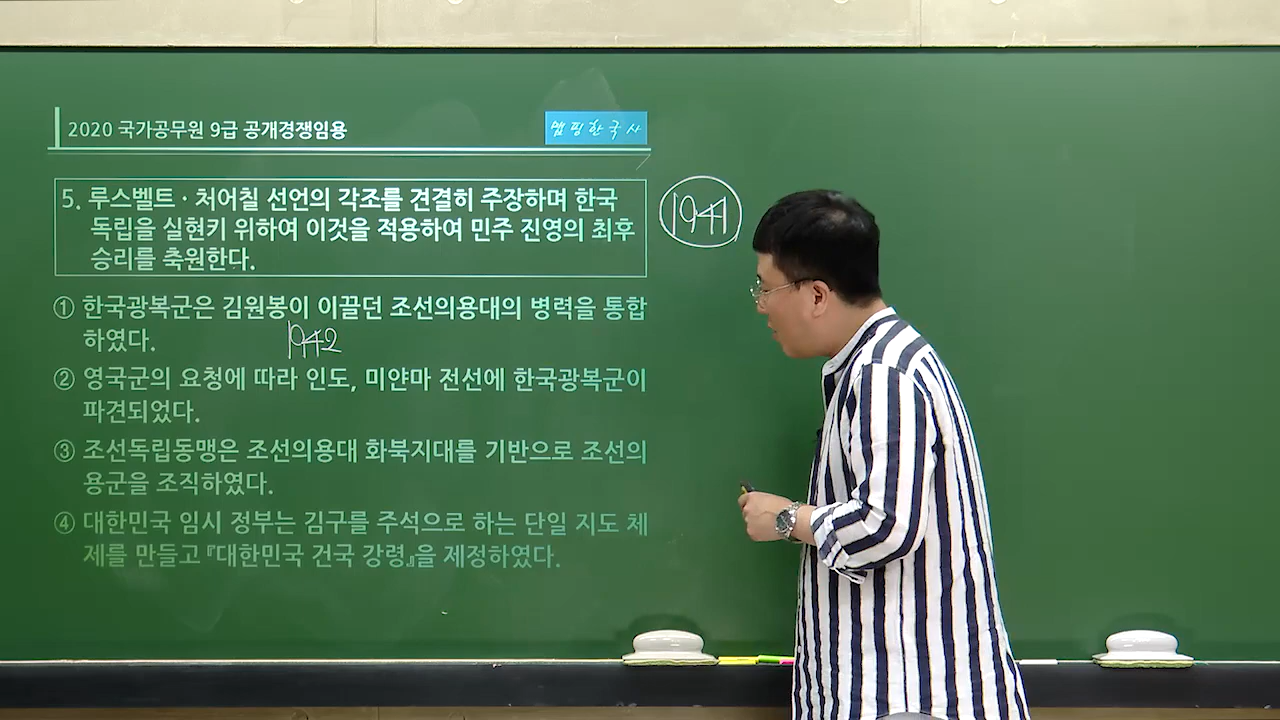 2020 국가공무원 9급 공개경쟁임용
맵핑한국사
5. 루스벨트 · 처어칠 선언의 각조를 견결히 주장하며 한국
독립을 실현키 위하여 이것을 적용하여 민주 진영의 최후
승리를 축원한다.
1941
① 한국광복군은 김원봉이 이끌던 조선의용대의 병력을 통합
하였다.
1942
② 영국군의 요청에 따라 인도, 미얀마 전선에 한국광복군이
파견되었다.
③ 조선독립동맹은 조선의용대 화북지대를 기반으로 조선의
용군을 조직하였다.
④ 대한민국 임시 정부는 김구를 주석으로 하는 단일 지도 체
제를 만들고 『대한민국 건국 강령』을 제정하였다.